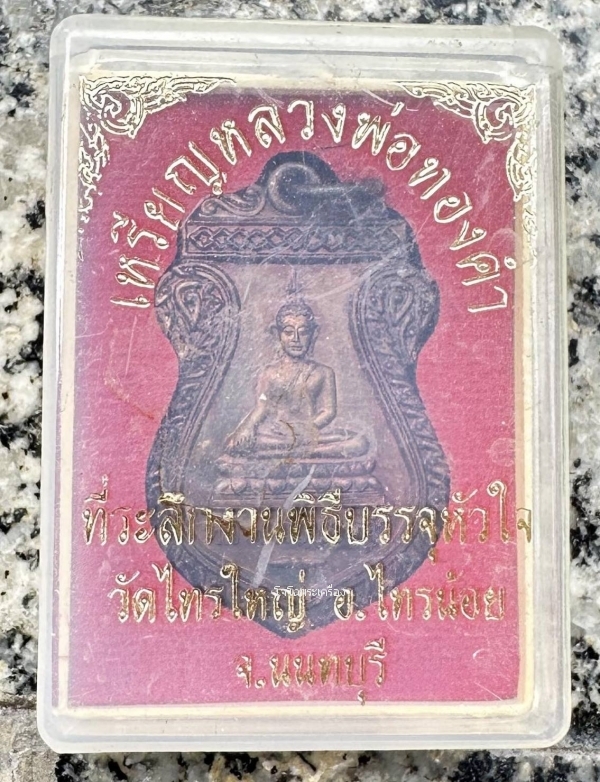 เหรียญหลวงพ่อทองคำ
ที่ระลึกงานพิธีบรรจุหัวใจ
วัดไทรใหญ่ อ.ไทรน้อย
จ.นนทบุรี